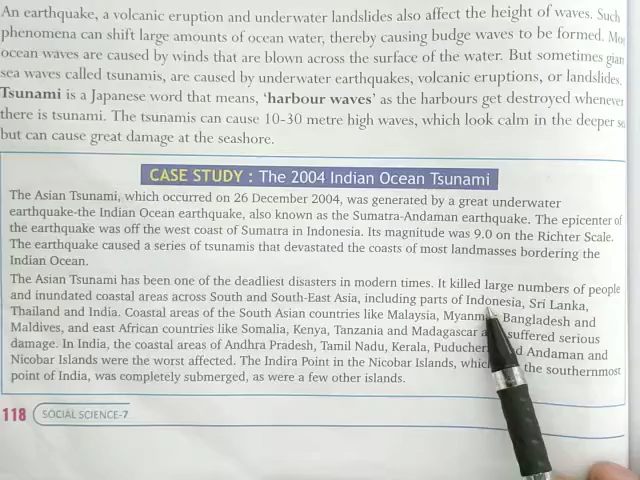 An earthquake, a volcanic eruption and underwater landslides also affect the height of waves. Such
phenomena can shift large amounts of ocean water, thereby causing budge waves to be formed.
ocean waves are caused by winds that are blown across the surface of the water. But sometimes
sea waves called tsunamis, are caused by underwater earthquakes, volcanic eruptions, or landslides.
Tsunami is a Japanese word that means, 'harbour waves' as the harbours get destroyed whenever
there is tsunami. The tsunamis can cause 10-30 metre high waves, which look calm in the deeper
but can cause great damage at the seashore.
CASE STUDY : The 2004 Indian Ocean Tsunami
The Asian Tsunami, which occurred on 26 December 2004, was generated by a great underwater
earthquake-the Indian Ocean earthquake, also known as the Sumatra-Andaman earthquake. The epicenter of
the earthquake was off the west coast of Sumatra in Indonesia. Its magnitude was 9.0 on the Richter Scale.
The earthquake caused a series of tsunamis that devastated the coasts of most landmasses bordering the
Indian Ocean.
The Asian Tsunami has been one of the deadliest disasters in modern times. It killed large numbers of people
and inundated coastal areas across South and South-East Asia, including parts of Indonesia, Sri Lanka,
Thailand and India. Coastal areas of the South Asian countries like Malaysia, Bangladesh and
Maldives, and east African countries like Somalia, Kenya, Tanzania and Madagascar suffered serious
damage. In India, the coastal areas of Andhra Pradesh, Tamil Nadu, Kerala, Andaman and
Nicobar Islands were the worst affected. The Indira Point in the Nicobar Islands, the southernmost
point of India, was completely submerged, as were a few other islands.
118 SOCIAL SCIENCE-7